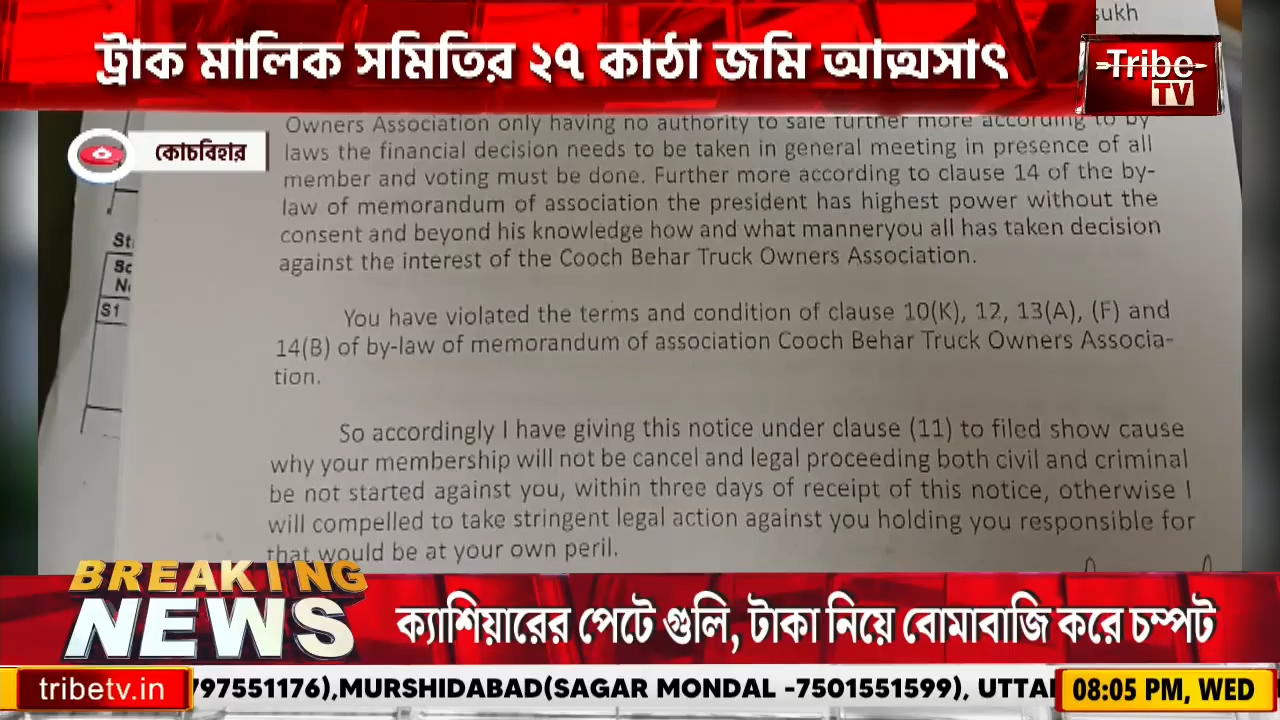 sukh
ট্রাক মালিক সমিতির ২৭ কাঠা জমি আত্মসাৎ
Tribe
TV
কোচবিহার
Owners Association only having no authority to sale further more according to by
laws the financial decision needs to be taken in general meeting in presence of all
member and voting must be done. Further more according to clause 14 of the by-
law of memorandum of association the president has highest power without the
consent and beyond his knowledge how and what manneryou all has taken decision
against the interest of the Cooch Behar Truck Owners Association.
You have violated the terms and condition of clause 10(K), 12, 13(A), (F) and
14(B) of by-law of memorandum of association Cooch Behar Truck Owners Associa-
tion.
So accordingly I have giving this notice under clause (11) to filed show cause
why your membership will not be cancel and legal proceeding both civil and criminal
be not started against you, within three days of receipt of this notice, otherwise I
will compelled to take stringent legal action against you holding you responsible for
that would be at your own peril.
S1
BREAKING
NEWS
ক্যাশিয়ারের পেটে গুলি, টাকা নিয়ে বোমাবাজি করে চম্পট
tribetv.in
797551176),MURSHIDABAD(SAGAR MONDAL -7501551599), UTTAR
08:05 PM, WED